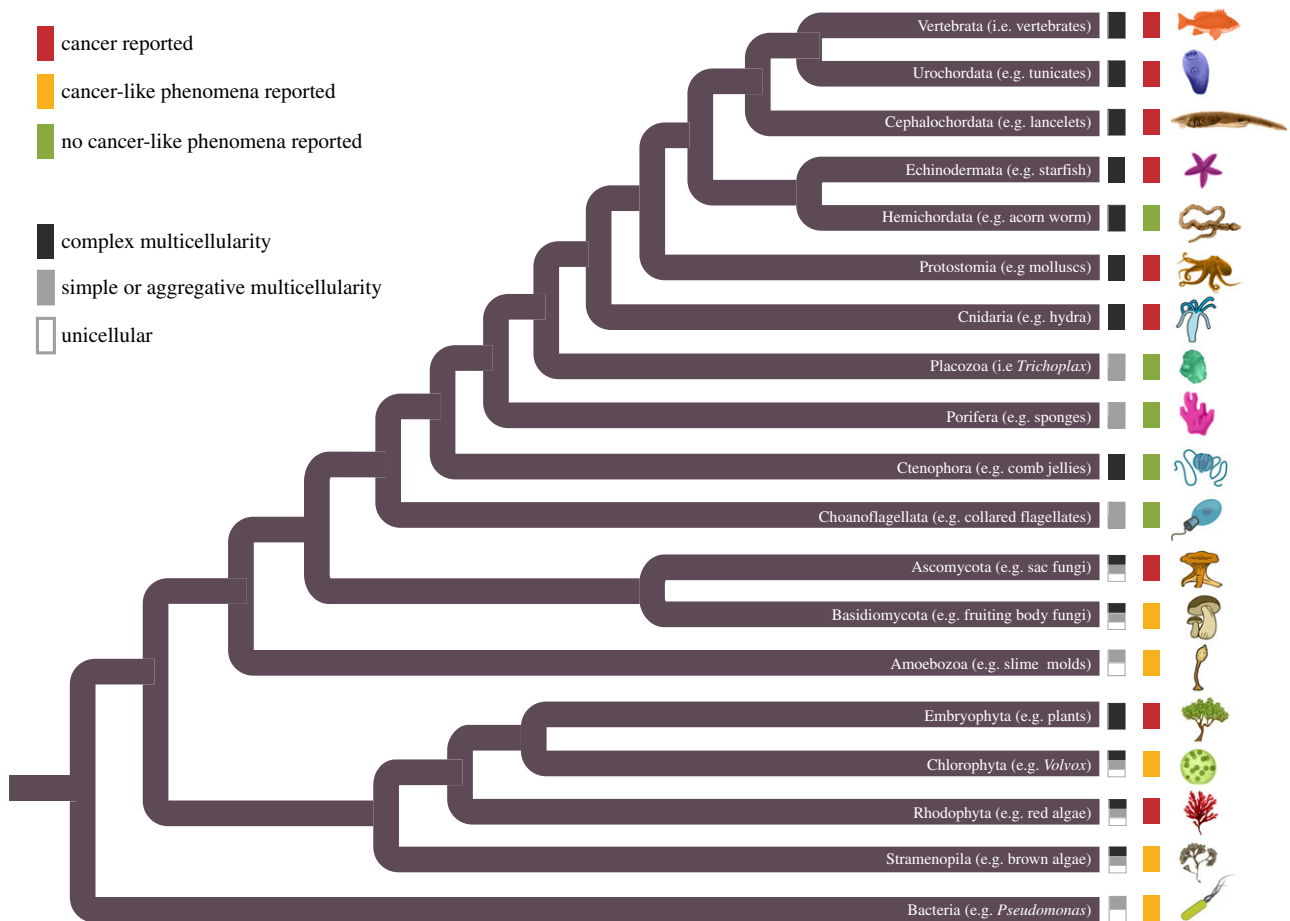 cancer reported
cancer-like phenomena reported
no cancer-like phenomena reported
complex multicellularity
simple or aggregative multicellularity
unicellular
Vertebrata (i.e. vertebrates)
Urochordata (e.g. tunicates)
Cephalochordata (e.g. lancelets)
Echinodermata (e.g. starfish)
Hemichordata (e.g. acorn worm)
Protostomia (e.g molluscs)
Cnidaria (e.g. hydra)
Placozoa (i.e Trichoplax)
Porifera (e.g. sponges)
Ctenophora (e.g. comb jellies)
Choanoflagellata (e.g. collared flagellates)
Ascomycota (e.g. sac fungi)
Basidiomycota (e.g. fruiting body fungi)
Amoebozoa (e.g. slime molds)
Embryophyta (e.g. plants)
Chlorophyta (e.g. Volvox)
Rhodophyta (e.g. red algae)
Stramenopila (e.g. brown algae)
Bacteria (e.g. Pseudomonas)